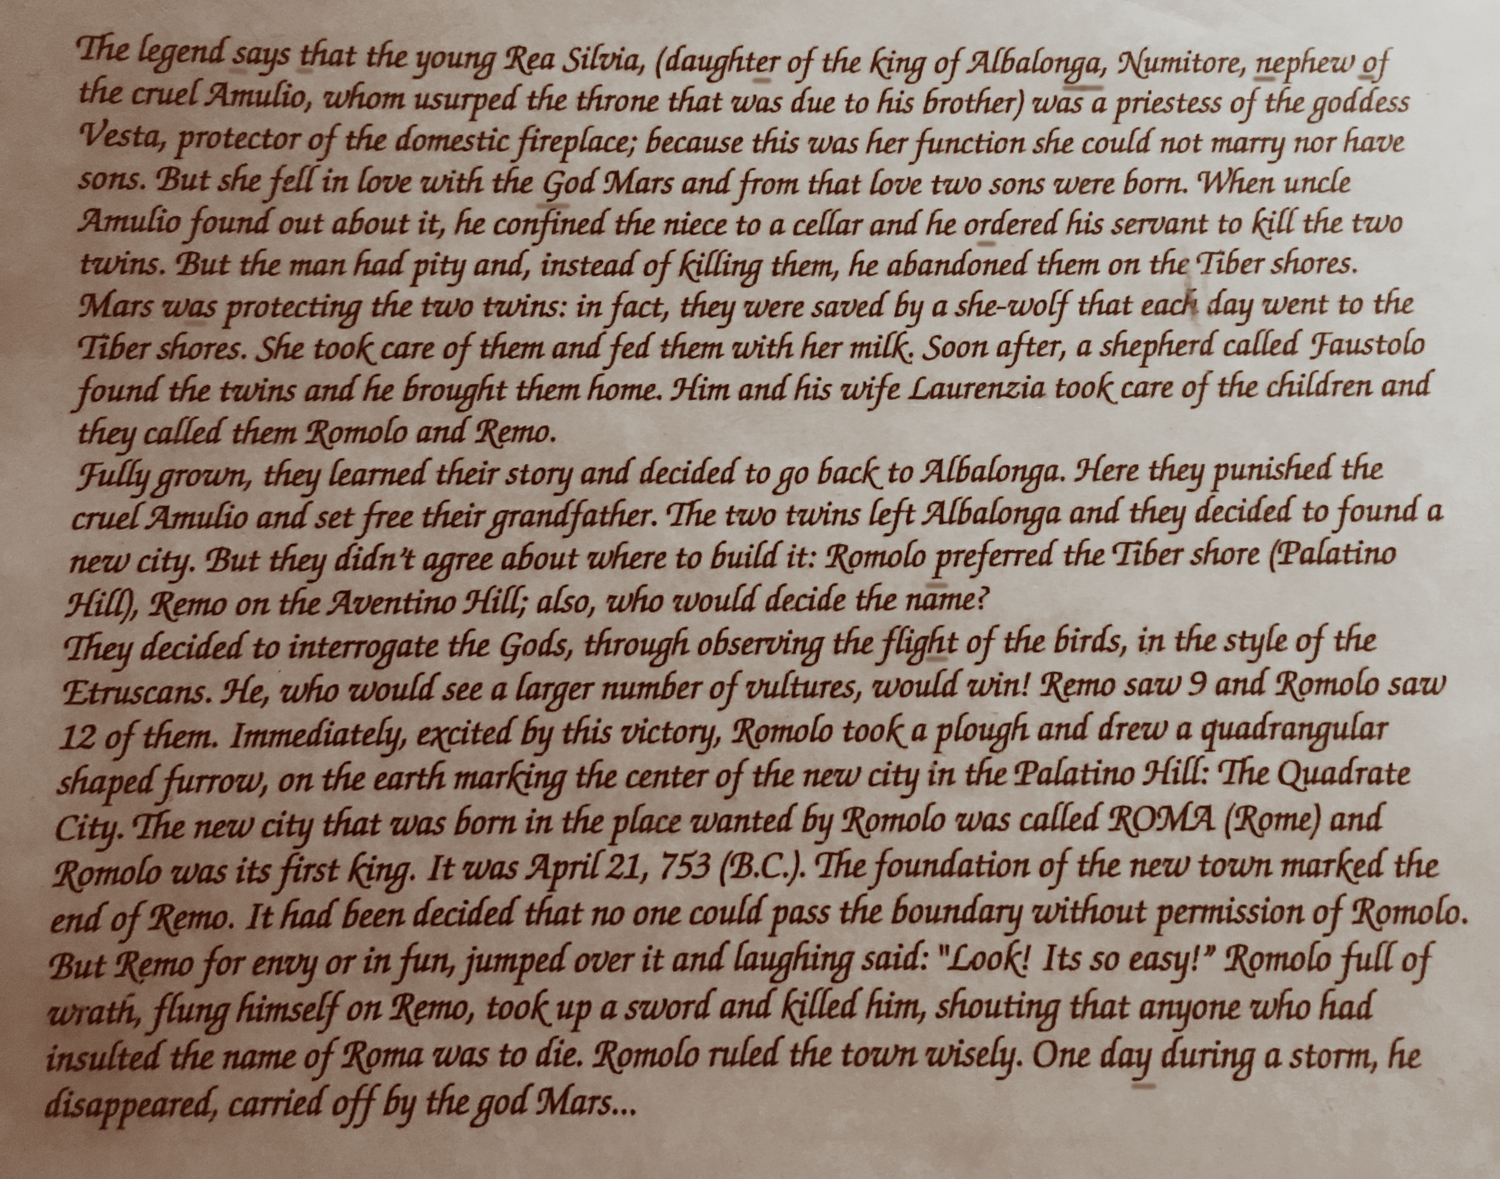 The legend says that the young Rea Silvia, (daughter of the king of Albalonga, Numitore, nephew of
the cruel Amulio, whom usurped the throne that was due to his brother) was a priestess of the goddess
Vesta, protector of the domestic fireplace; because this was her function she could not marry nor have
sons. But she fell in love with the God Mars and from that love two sons were born. When uncle
Amulio found out about it, he confined the niece to a cellar and he ordered his servant to kill the two
twins. But the man had pity and, instead of killing them, he abandoned them on the Tiber shores.
Mars was protecting the two twins: in fact, they were saved by a she-wolf that each day went to the
Tiber shores. She took care of them and fed them with her milk. Soon after, a shepherd called Faustolo
found the twins and he brought them home. Him and his wife Laurenzia took care of the children and
they called them Romolo and Remo.
Fully grown, they learned their story and decided to go back to Albalonga. Here they punished the
cruel Amulio and set free their grandfather. The two twins left Albalonga and they decided to found a
new city. But they didn't agree about where to build it: Romolo preferred the Tiber shore (Palatino
Hill), Remo on the Aventino Hill; also, who would decide the name?
They decided to interrogate the Gods, through observing the flight of the birds, in the style of the
Etruscans. He, who would see a larger number of vultures, would win! Remo saw 9 and Romolo saw
12 of them. Immediately, excited by this victory, Romolo took a plough and drew a quadrangular
shaped furrow, on the earth marking the center of the new city in the Palatino Hill: The Quadrate
City. The new city that was born in the place wanted by Romolo was called ROMA (Rome) and
Romolo was its first king. It was April 21, 753 (B.C.). The foundation of the new town marked the
end of Remo. It had been decided that no one could pass the boundary without permission of Romolo.
But Remo for envy or in fun, jumped over it and laughing said: "Look! Its so easy!” Romolo full of
wrath, flung himself on Remo, took up a sword and killed him, shouting that anyone who had
insulted the name of Roma was to die. Romolo ruled the town wisely. One day during a storm, he
disappeared, carried off by the god Mars...